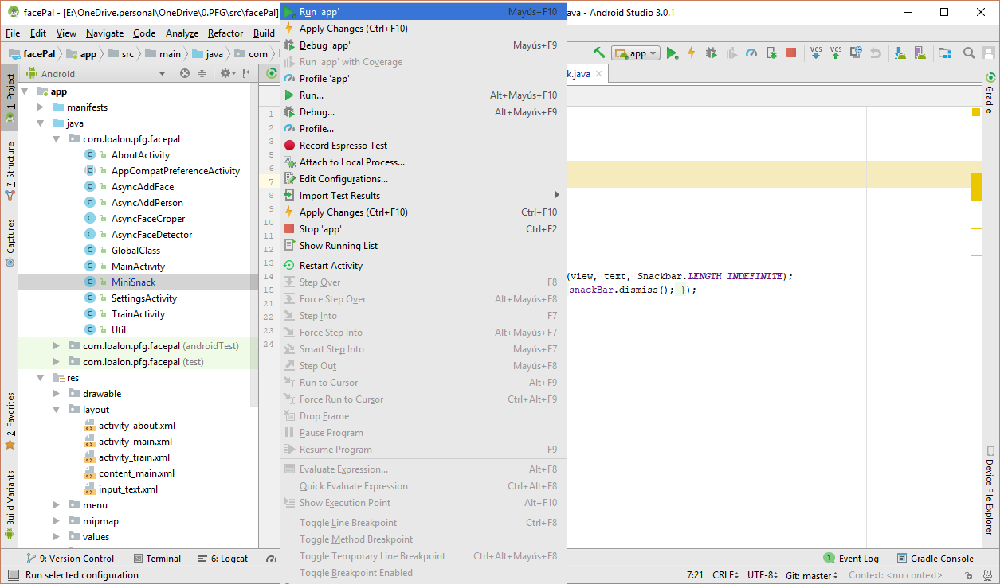 facePal - [E:\OneDrive.personal\OneDrive\0.PFG\src\facePal]
ava - Android Studio 3.0.1
File Edit View Navigate Code Analyze Refactor Build
facePal app src main java com
app
VCS VCS
Android
k.java
1: Project
7: Structure
Captures
2: Favorites
Build Variants
Gradle
Device File Explorer
app
manifests
java
com.loalon.pfg.facepal
AboutActivity
AppCompatPreferenceActivity
AsyncAddFace
AsyncAddPerson
AsyncFaceCroper
AsyncFaceDetector
GlobalClass
MainActivity
MiniSnack
SettingsActivity
TrainActivity
Util
com.loalon.pfg.facepal (androidTest)
com.loalon.pfg.facepal (test)
res
drawable
layout
activity_about.xml
activity_main.xml
activity_train.xml
content_main.xml
input_text.xml
menu
mipmap
values
1
2
3
5
6
7
8
9
10
11
12
13
14
15
21
22
23
24
Run 'app' Mayús+F10
Apply Changes (Ctrl+F10)
Debug 'app' Mayús+F9
Run 'app' with Coverage
Profile 'app'
Run... Alt+Mayús+F10
Debug... Alt+Mayús+F9
Profile...
Record Espresso Test
Attach to Local Process...
Edit Configurations...
Import Test Results
Apply Changes (Ctrl+F10) Ctrl+F10
Stop 'app' Ctrl+F2
Show Running List
Restart Activity
Step Over F8
Force Step Over Alt+Mayús+F8
Step Into F7
Force Step Into Alt+Mayús+F7
Smart Step Into Mayús+F7
Step Out Mayús+F8
Run to Cursor Alt+F9
Force Run to Cursor Ctrl+Alt+F9
Drop Frame
Pause Program
Resume Program F9
Evaluate Expression... Alt+F8
Quick Evaluate Expression Ctrl+Alt+F8
Show Execution Point Alt+F10
Toggle Line Breakpoint Ctrl+F8
Toggle Method Breakpoint
Toggle Temporary Line Breakpoint Ctrl+Alt+Mayús+F8
Toggle Breakpoint Enabled
(view, text, Snackbar.LENGTH_INDEFINITE);
snackBar.dismiss(); });
9: Version Control Terminal 6: Logcat
1 Event Log Gradle Console
Run selected configuration
7:21 CRLF UTF-8 Git: master Context: <no context>